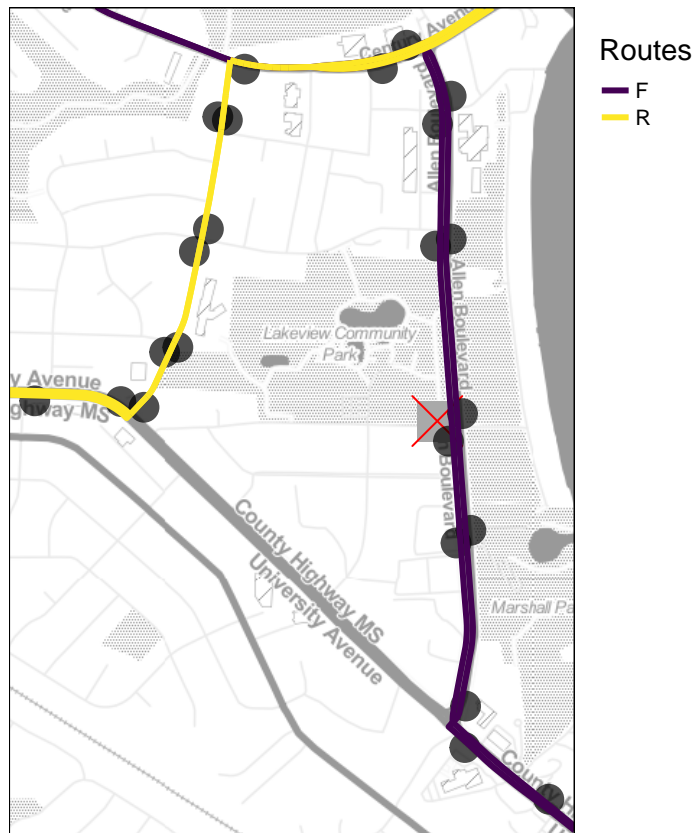 Routes
F
R
Century Avenue
Allen Boulevard
Allen Boulevard
Lakeview Community
Park
y Avenue
ghway MS
Boulevard
County Highway MS
University Avenue
Marshall Pa
County H